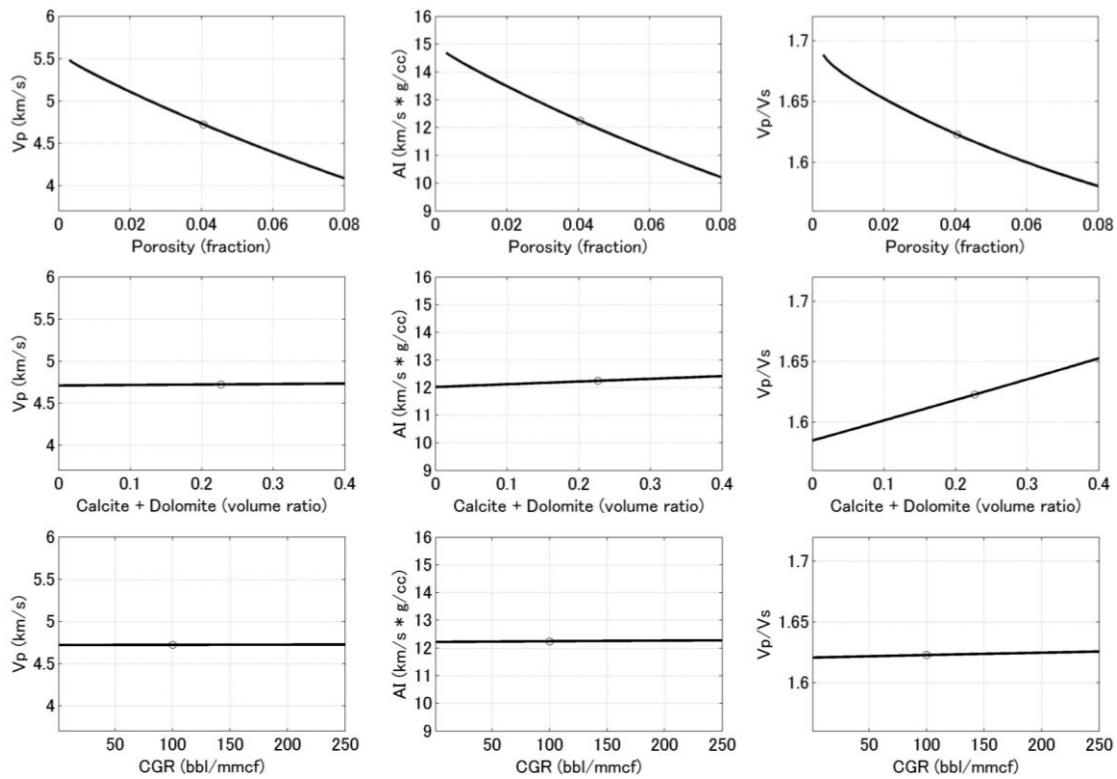 6 5.5 5 4.5 4
Vp (km/s)
0 0.02 0.04 0.06 0.08
Porosity (fraction)
16 15 14 13 12 11 10 9
AI (km/s * g/cc)
0 0.02 0.04 0.06 0.08
Porosity (fraction)
1.7 1.65 1.6
Vp/Vs
0 0.02 0.04 0.06 0.08
Porosity (fraction)
6 5.5 5 4.5 4
Vp (km/s)
0 0.1 0.2 0.3 0.4
Calcite + Dolomite (volume ratio)
16 15 14 13 12 11 10 9
AI (km/s * g/cc)
0 0.1 0.2 0.3 0.4
Calcite + Dolomite (volume ratio)
1.7 1.65 1.6
Vp/Vs
0 0.1 0.2 0.3 0.4
Calcite + Dolomite (volume ratio)
6 5.5 5 4.5 4
Vp (km/s)
50 100 150 200 250
CGR (bbl/mmcf)
16 15 14 13 12 11 10 9
AI (km/s * g/cc)
50 100 150 200 250
CGR (bbl/mmcf)
1.7 1.65 1.6
Vp/Vs
50 100 150 200 250
CGR (bbl/mmcf)